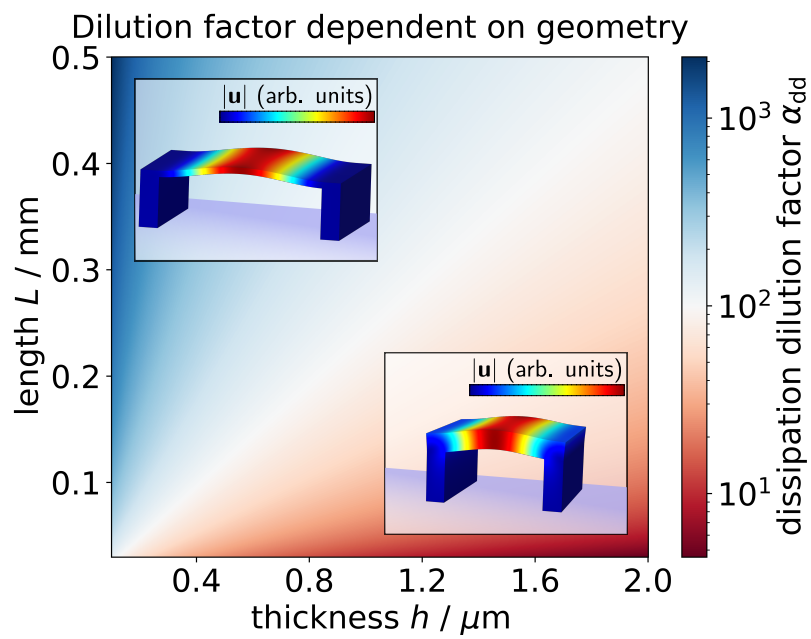 Dilution factor dependent on geometry
0.5
0.4
0.3
0.2
0.1
length L / mm
|u| (arb. units)
|u| (arb. units)
0.4
0.8
1.2
1.6
2.0
thickness h / μm
10³
10²
10¹
dissipation dilution factor α_dd